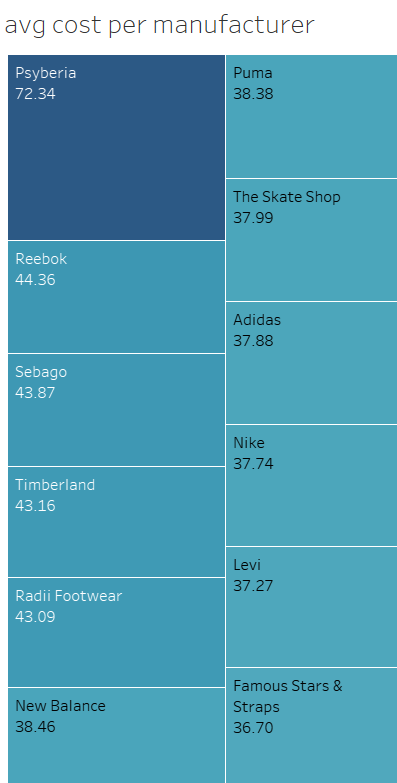 avg cost per manufacturer
Psyberia
72.34
Reebok
44.36
Sebago
43.87
Timberland
43.16
Radii Footwear
43.09
New Balance
38.46
Puma
38.38
The Skate Shop
37.99
Adidas
37.88
Nike
37.74
Levi
37.27
Famous Stars &
Straps
36.70